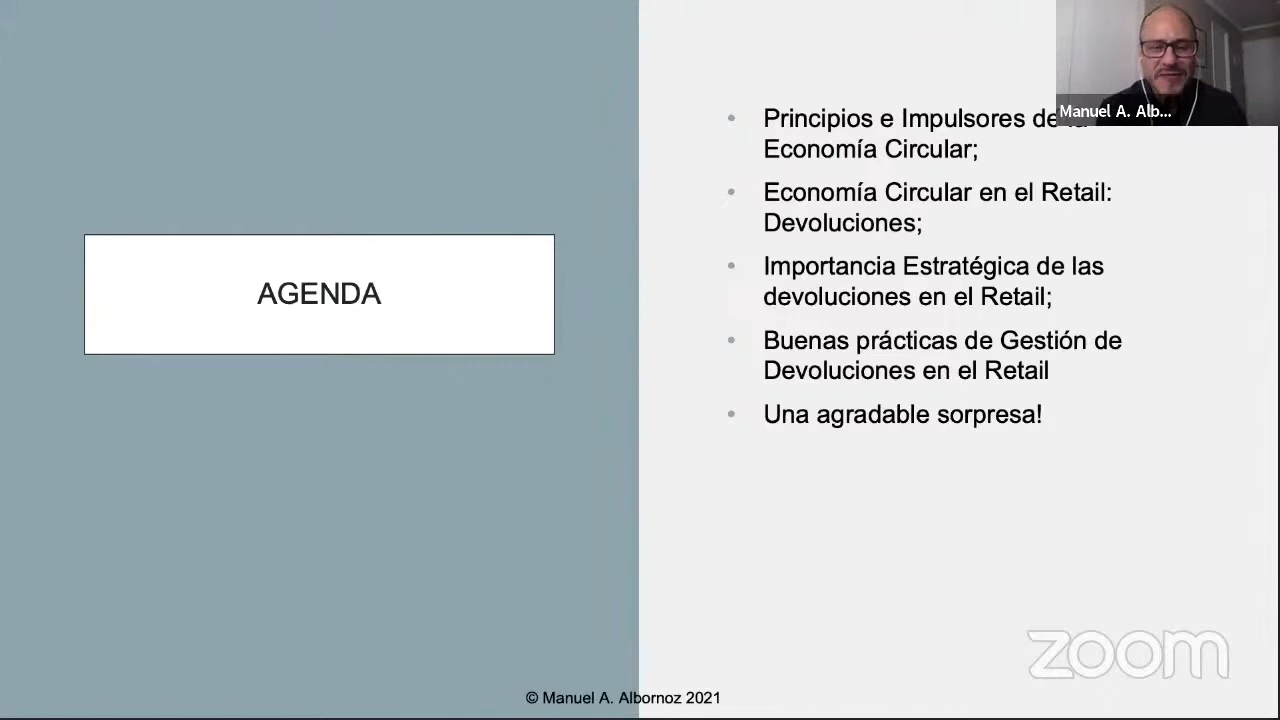 Manuel A. Alb...
AGENDA
• Principios e Impulsores de la
Economía Circular;
• Economía Circular en el Retail:
Devoluciones;
• Importancia Estratégica de las
devoluciones en el Retail;
• Buenas prácticas de Gestión de
Devoluciones en el Retail
• Una agradable sorpresa!
zoom
© Manuel A. Albornoz 2021